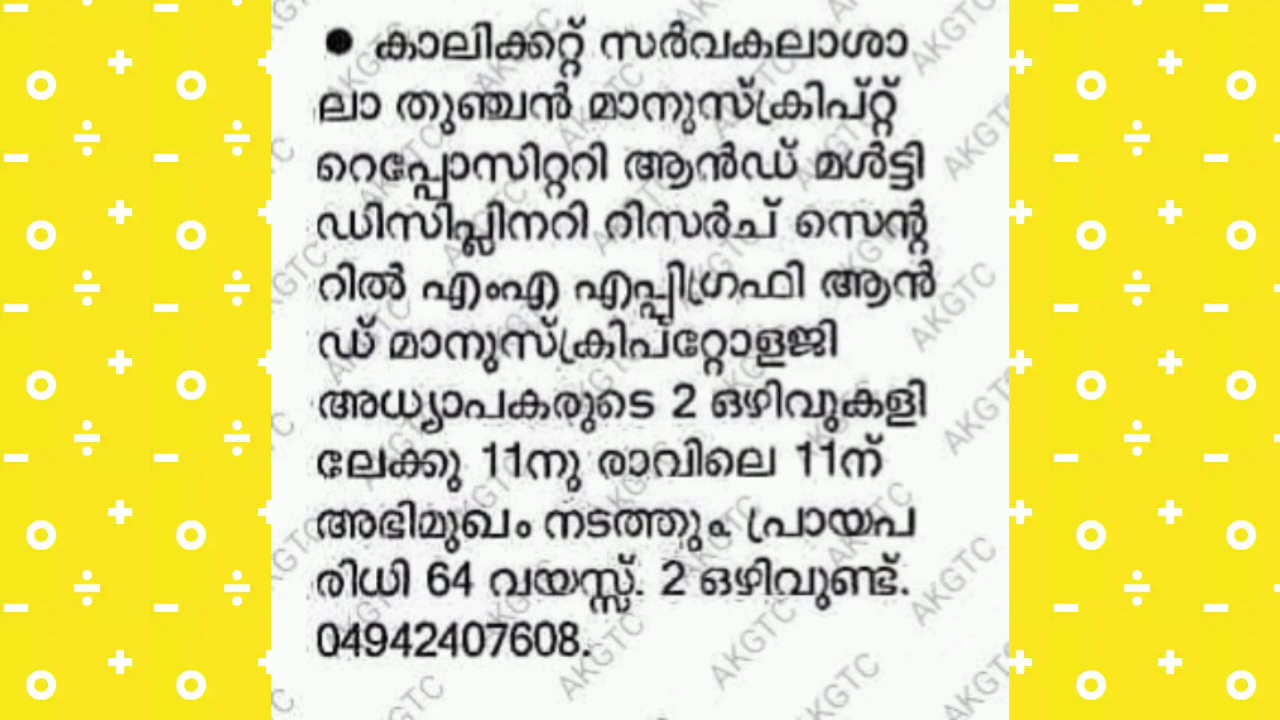 ● കാലിക്കറ്റ് സർവകലാശാ
ലാ തുഞ്ചൻ മാനുസ്ക്രിപ്റ്റ്
റെപ്പോസിറ്ററി ആൻഡ് മൾട്ടി
ഡിസിപ്ലിനറി റിസർച് സെന്റ
റിൽ എംഎ എപ്പിഗ്രഫി ആൻ
ഡ് മാനുസ്ക്രിപ്റ്റോളജി
അധ്യാപകരുടെ 2 ഒഴിവുകളി
ലേക്കു 11നു രാവിലെ 11ന്
അഭിമുഖം നടത്തും. പ്രായപ
രിധി 64 വയസ്സ്. 2 ഒഴിവുണ്ട്.
04942407608.